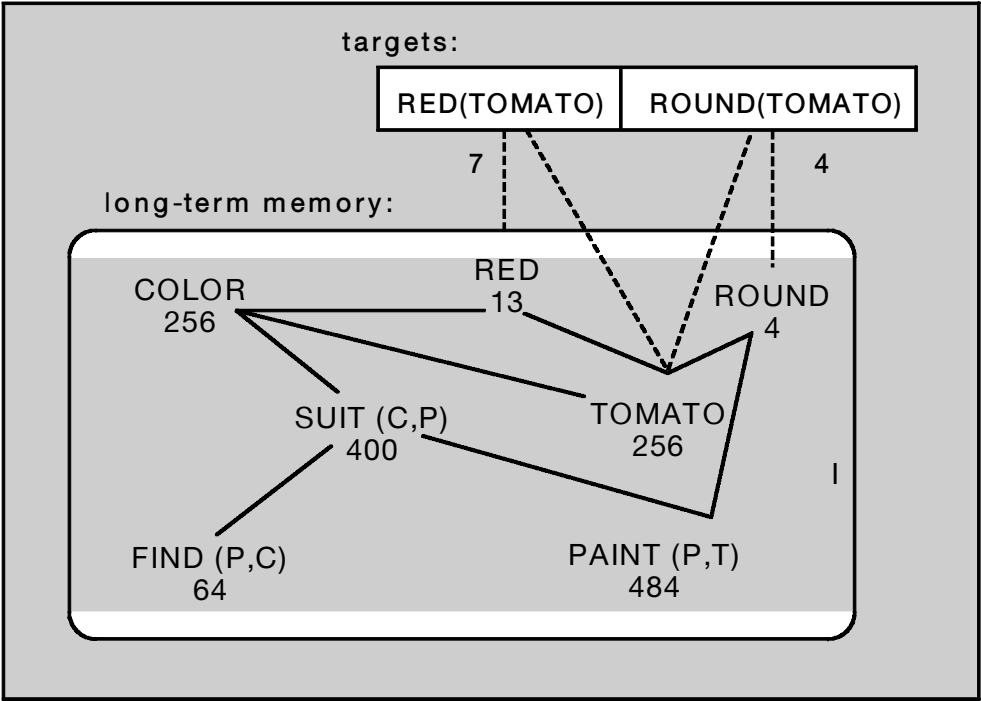 targets:
RED(TOMATO) ROUND(TOMATO)
7 4
long-term memory:
COLOR
256
RED
13
ROUND
4
SUIT (C,P)
400
TOMATO
256
I
FIND (P,C)
64
PAINT (P,T)
484